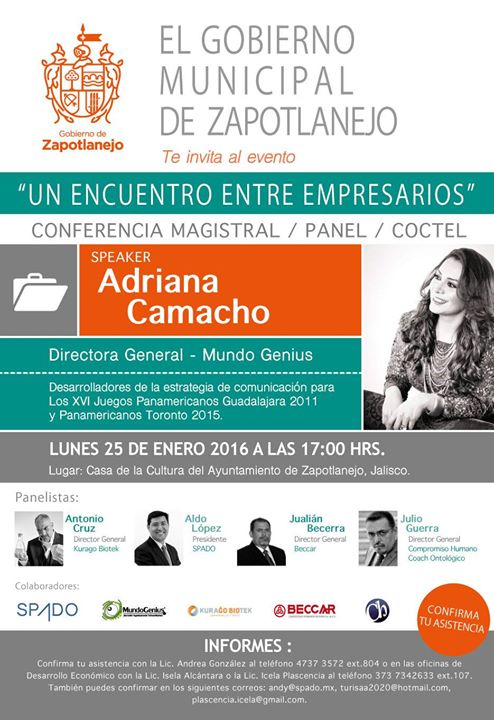 EL GOBIERNO
MUNICIPAL
DE ZAPOTLANEJO
Gobierno de
Zapotlanejo
Te invita al evento
“UN ENCUENTRO ENTRE EMPRESARIOS”
CONFERENCIA MAGISTRAL / PANEL / COCTEL
SPEAKER
Adriana
Camacho
Directora General - Mundo Genius
Desarrolladores de la estrategia de comunicación para
Los XVI Juegos Panamericanos Guadalajara 2011
y Panamericanos Toronto 2015.
LUNES 25 DE ENERO 2016 A LAS 17:00 HRS.
Lugar: Casa de la Cultura del Ayuntamiento de Zapotlanejo, Jalisco.
Panelistas:
Antonio
Cruz
Director General
Kurago Biotek
Aldo
López
Presidente
SPADO
Jualián
Becerra
Director General
Beccar
Julio
Guerra
Director General
Compromiso Humano
Coach Ontológico
Colaboradores:
SPADO
MundoGenius
KURAGO BIOTEK
BECCAR
CONFIRMA
TU ASISTENCIA
INFORMES :
Confirma tu asistencia con la Lic. Andrea González al teléfono 4737 3572 ext.804 o en las oficinas de
Desarrollo Económico con la Lic. Isela Alcántara o la Lic. Icela Plascencia al teléfono 373 7342633 ext.107.
También puedes confirmar en los siguientes correos: andy@spado.mx, turisaa2020@hotmail.com,
plascencia.icela@gmail.com.